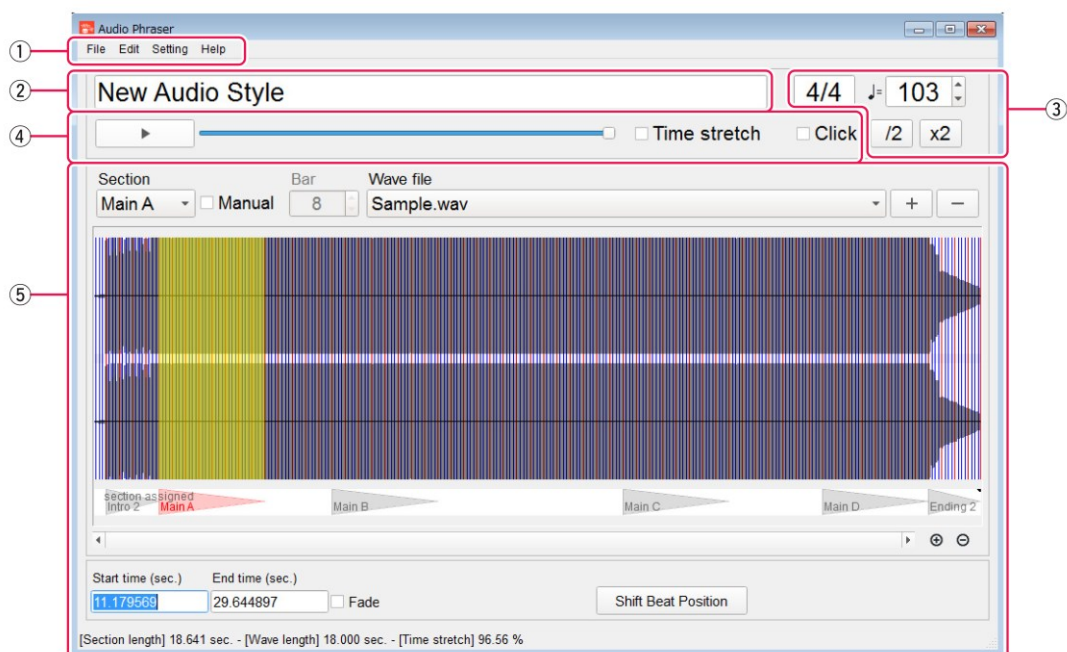 Audio Phraser
① File Edit Setting Help
② New Audio Style 4/4 ♩= 103 ③
④ Time stretch Click /2 x2
Section Bar Wave file
Main A Manual 8 Sample.wav + −
⑤
section assigned
Intro 2 Main A Main B Main C Main D Ending 2
Start time (sec.) End time (sec.)
11.179569 29.644897 Fade Shift Beat Position
[Section length] 18.641 sec. - [Wave length] 18.000 sec. - [Time stretch] 96.56 %